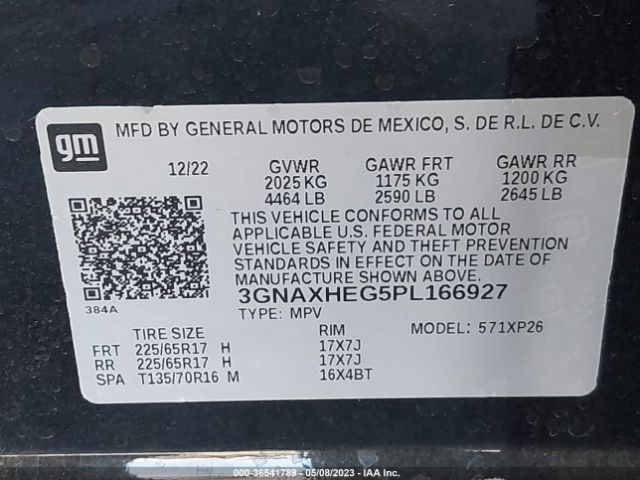 gm
MFD BY GENERAL MOTORS DE MEXICO, S. DE R.L. DE C.V.
12/22 GVWR GAWR FRT GAWR RR
2025 KG 1175 KG 1200 KG
4464 LB 2590 LB 2645 LB
THIS VEHICLE CONFORMS TO ALL
APPLICABLE U.S. FEDERAL MOTOR
VEHICLE SAFETY AND THEFT PREVENTION
STANDARDS IN EFFECT ON THE DATE OF
MANUFACTURE SHOWN ABOVE.
3GNAXHEG5PL166927
384A
TYPE: MPV
TIRE SIZE RIM MODEL: 571XP26
FRT 225/65R17 H 17X7J
RR 225/65R17 H 17X7J
SPA T135/70R16 M 16X4BT
000-36541789 - 05/08/2023 - IAA Inc.